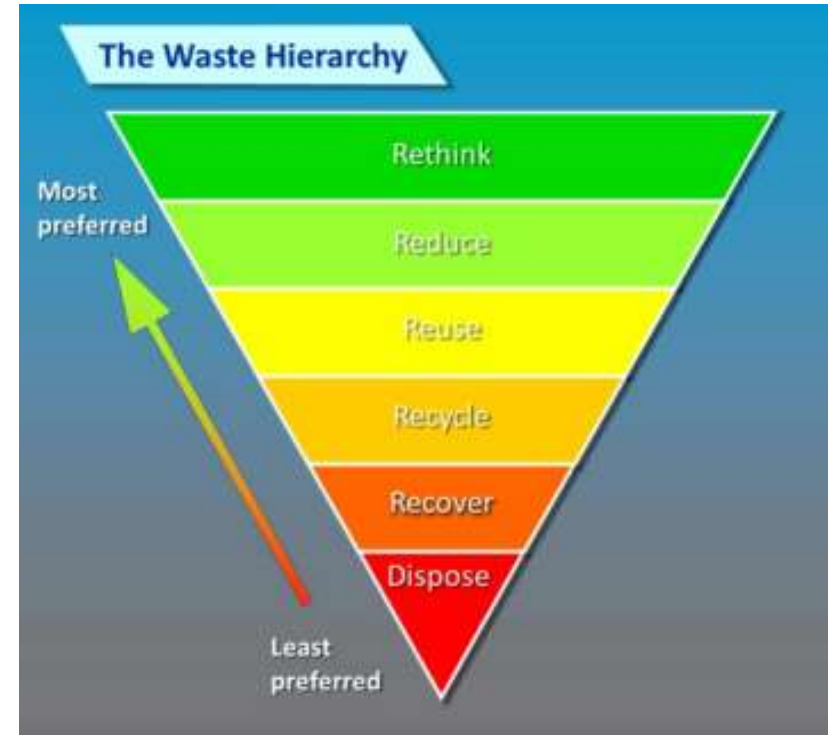 The Waste Hierarchy
Rethink
Most
preferred
Reduce
Reuse
Recycle
Recover
Dispose
Least
preferred